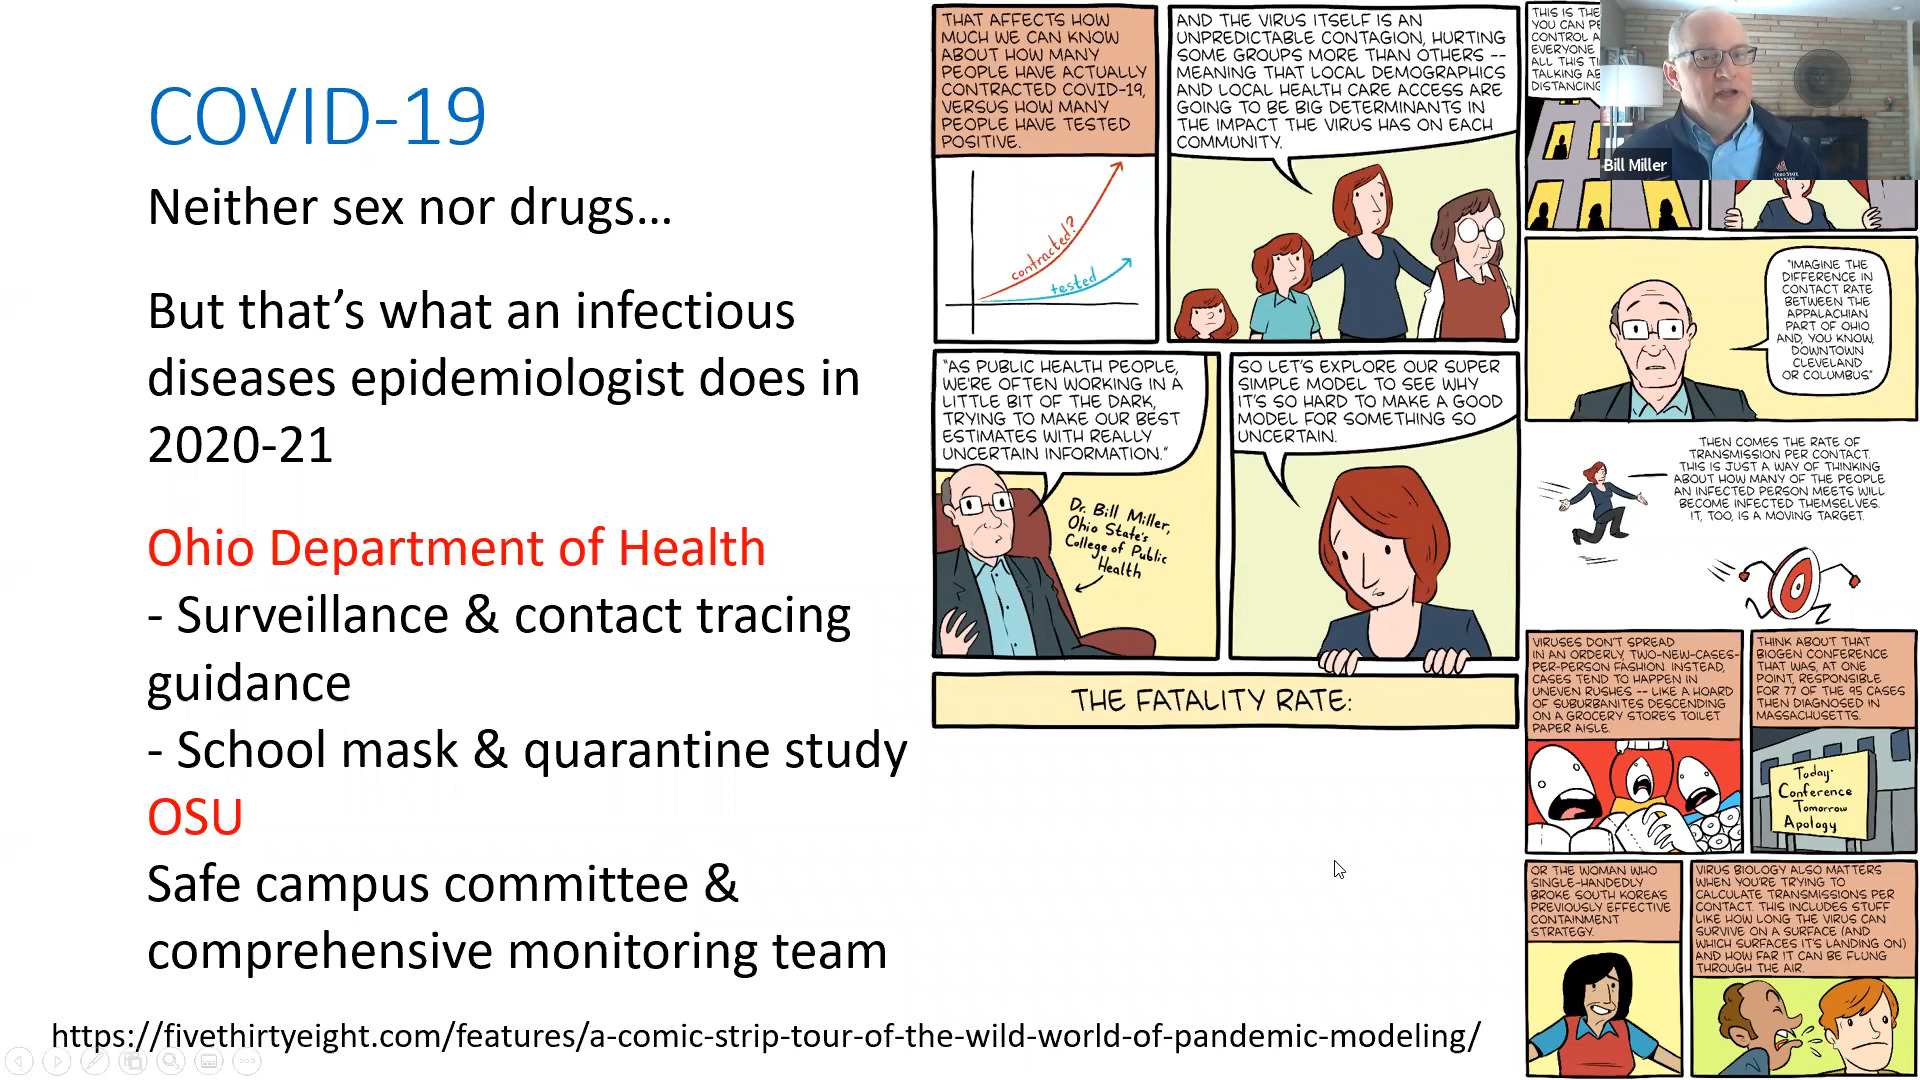 COVID-19
Neither sex nor drugs...
But that's what an infectious
diseases epidemiologist does in
2020-21
Ohio Department of Health
- Surveillance & contact tracing
guidance
- School mask & quarantine study
OSU
Safe campus committee &
comprehensive monitoring team
https://fivethirtyeight.com/features/a-comic-strip-tour-of-the-wild-world-of-pandemic-modeling/
THAT AFFECTS HOW
MUCH WE CAN KNOW
ABOUT HOW MANY
PEOPLE HAVE ACTUALLY
CONTRACTED COVID-19,
VERSUS HOW MANY
PEOPLE HAVE TESTED
POSITIVE.
contracted?
tested
AND THE VIRUS ITSELF IS AN
UNPREDICTABLE CONTAGION, HURTING
SOME GROUPS MORE THAN OTHERS --
MEANING THAT LOCAL DEMOGRAPHICS
AND LOCAL HEALTH CARE ACCESS ARE
GOING TO BE BIG DETERMINANTS IN
THE IMPACT THE VIRUS HAS ON EACH
COMMUNITY.
"AS PUBLIC HEALTH PEOPLE,
WE'RE OFTEN WORKING IN A
LITTLE BIT OF THE DARK,
TRYING TO MAKE OUR BEST
ESTIMATES WITH REALLY
UNCERTAIN INFORMATION."
Dr. Bill Miller,
Ohio State's
College of Public
Health
SO LET'S EXPLORE OUR SUPER
SIMPLE MODEL TO SEE WHY
IT'S SO HARD TO MAKE A GOOD
MODEL FOR SOMETHING SO
UNCERTAIN.
THE FATALITY RATE:
THIS IS THE
YOU CAN
CONTROL
EVERYONE
ALL THIS
TALKING
DISTANCING
Bill Miller
OHIO STATE
"IMAGINE THE
DIFFERENCE IN
CONTACT RATE
BETWEEN THE
APPALACHIAN
PART OF OHIO
AND, YOU KNOW,
DOWNTOWN
CLEVELAND
OR COLUMBUS."
THEN COMES THE RATE OF
TRANSMISSION PER CONTACT.
THIS IS JUST A WAY OF THINKING
ABOUT HOW MANY OF THE PEOPLE
AN INFECTED PERSON MEETS WILL
BECOME INFECTED THEMSELVES.
IT, TOO, IS A MOVING TARGET.
VIRUSES DON'T SPREAD
IN AN ORDERLY, TWO-NEW-CASES-
PER-PERSON FASHION. INSTEAD,
CASES TEND TO HAPPEN IN
UNEVEN RUSHES -- LIKE A HOARD
OF SUBURBANITES DESCENDING
ON A GROCERY STORE'S TOILET
PAPER AISLE.
THINK ABOUT THAT
BIOGEN CONFERENCE
THAT WAS, AT ONE
POINT, RESPONSIBLE
FOR 77 OF THE 95 CASES
THEN DIAGNOSED IN
MASSACHUSETTS.
Today:
Conference
Tomorrow
Apology
OR THE WOMAN WHO
SINGLE-HANDEDLY
BROKE SOUTH KOREA'S
PREVIOUSLY EFFECTIVE
CONTAINMENT
STRATEGY.
VIRUS BIOLOGY ALSO MATTERS
WHEN YOU'RE TRYING TO
CALCULATE TRANSMISSIONS PER
CONTACT. THIS INCLUDES STUFF
LIKE HOW LONG THE VIRUS CAN
SURVIVE ON A SURFACE (AND
WHICH SURFACES IT'S LANDING ON)
AND HOW FAR IT CAN BE FLUNG
THROUGH THE AIR.